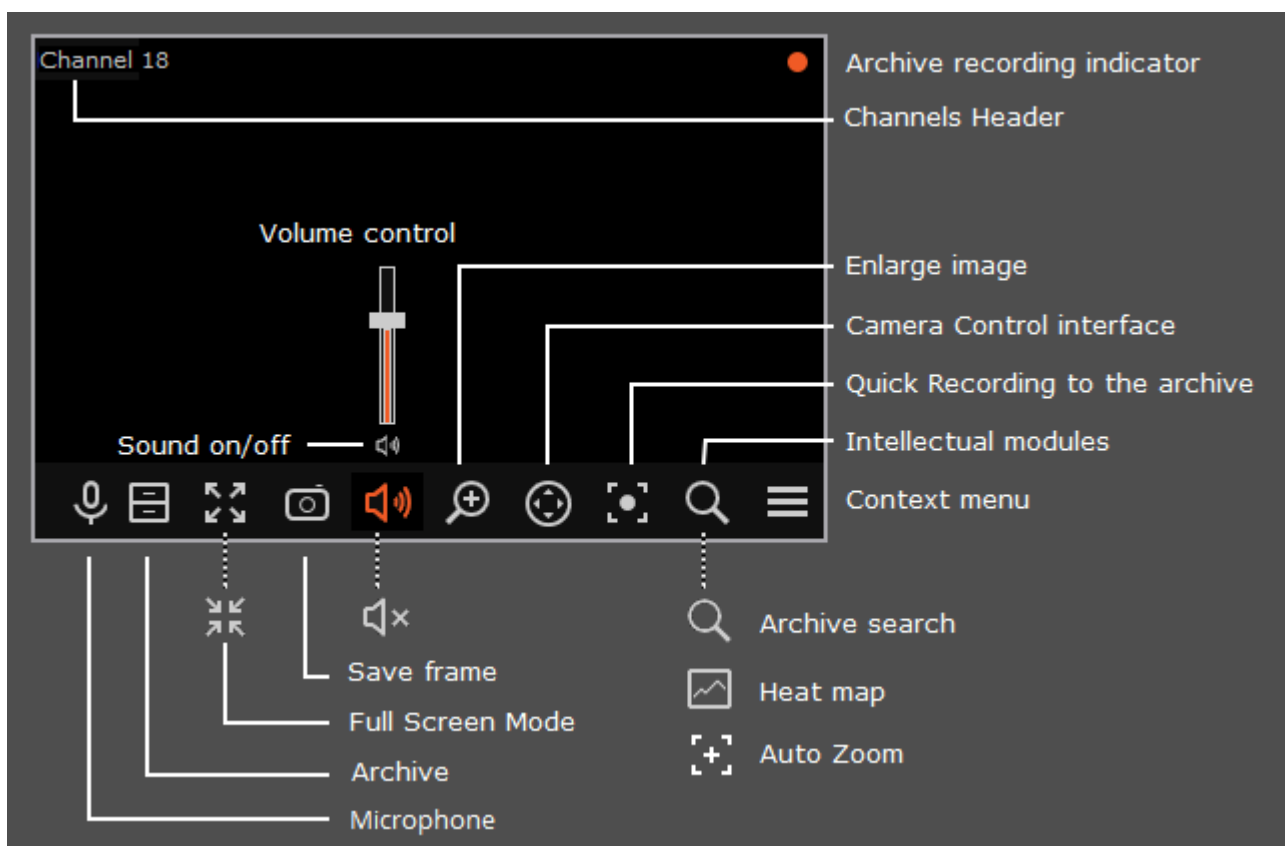 Channel 18
Archive recording indicator
Channels Header
Volume control
Enlarge image
Camera Control interface
Quick Recording to the archive
Sound on/off
Intellectual modules
Context menu
Archive search
Save frame
Heat map
Full Screen Mode
Auto Zoom
Archive
Microphone